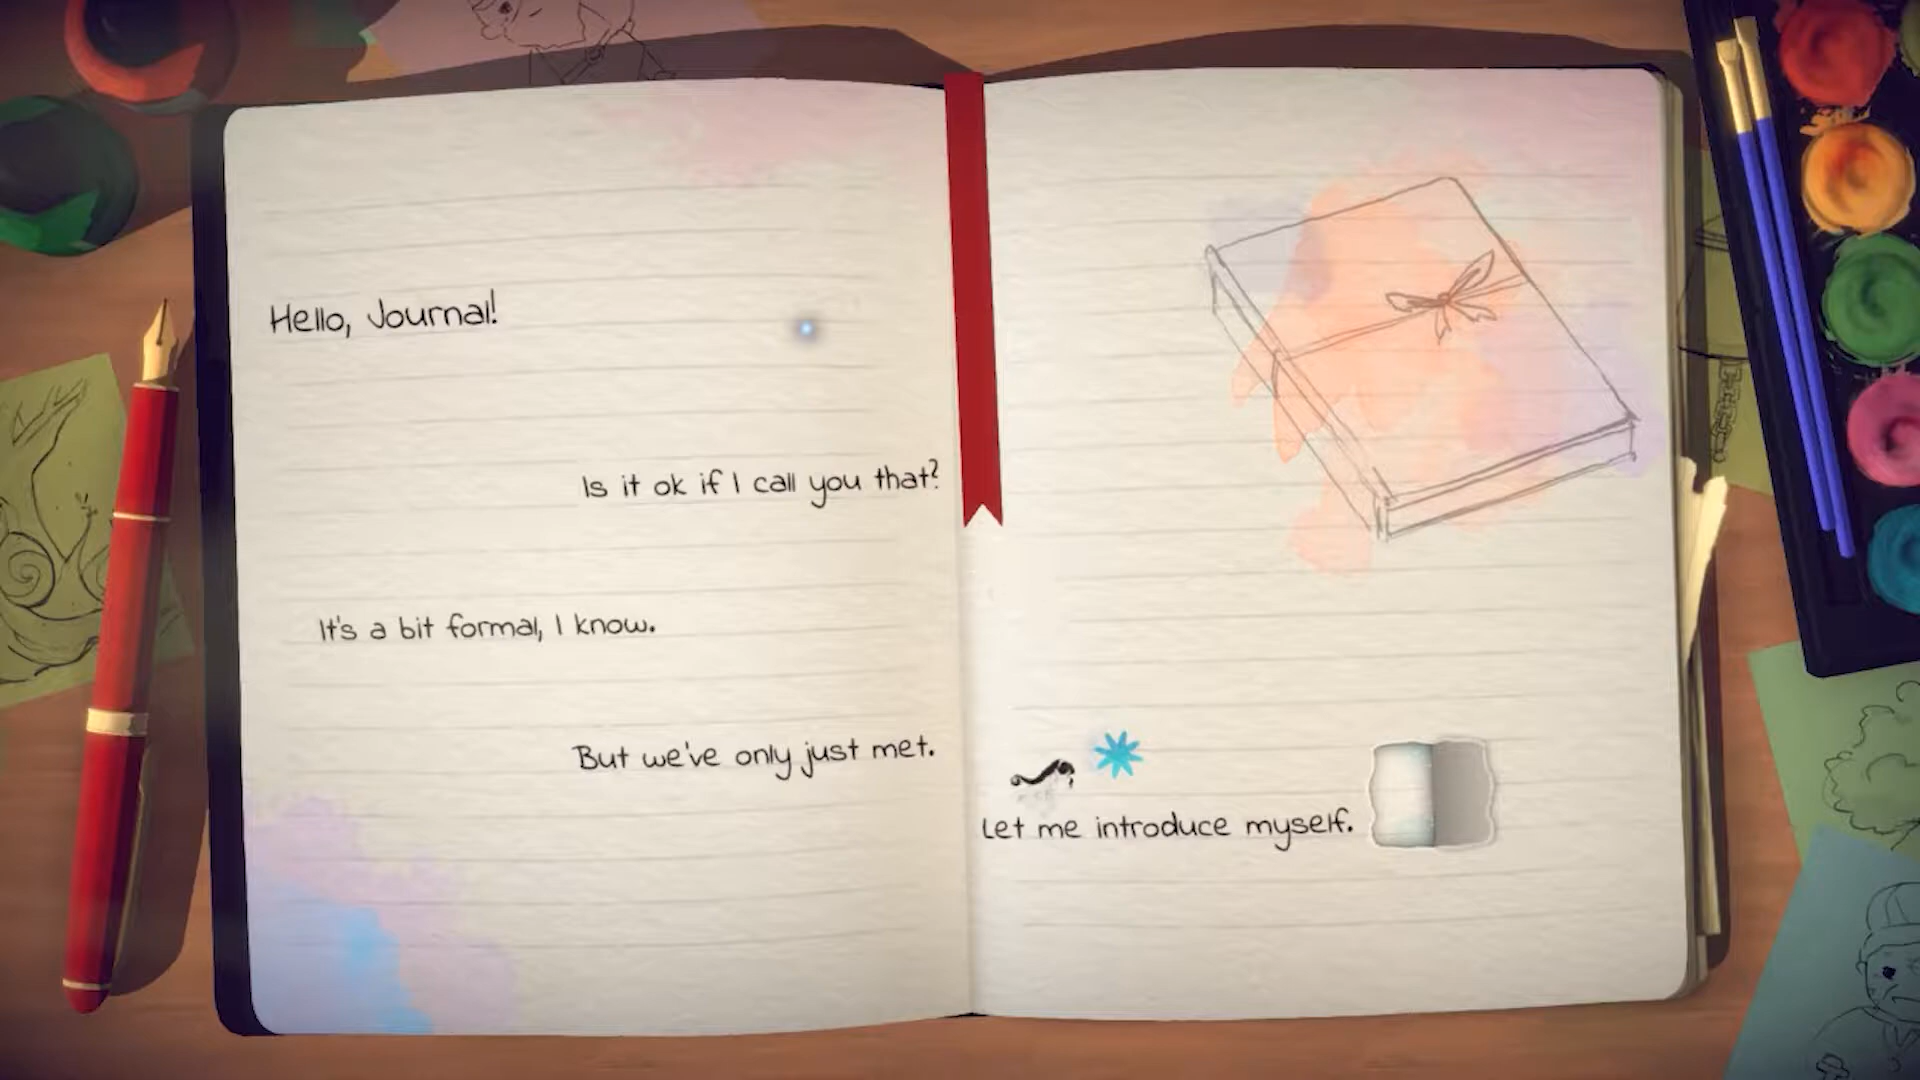 Hello, Journal!
Is it ok if I call you that?
It's a bit formal, I know.
But we've only just met.
Let me introduce myself.